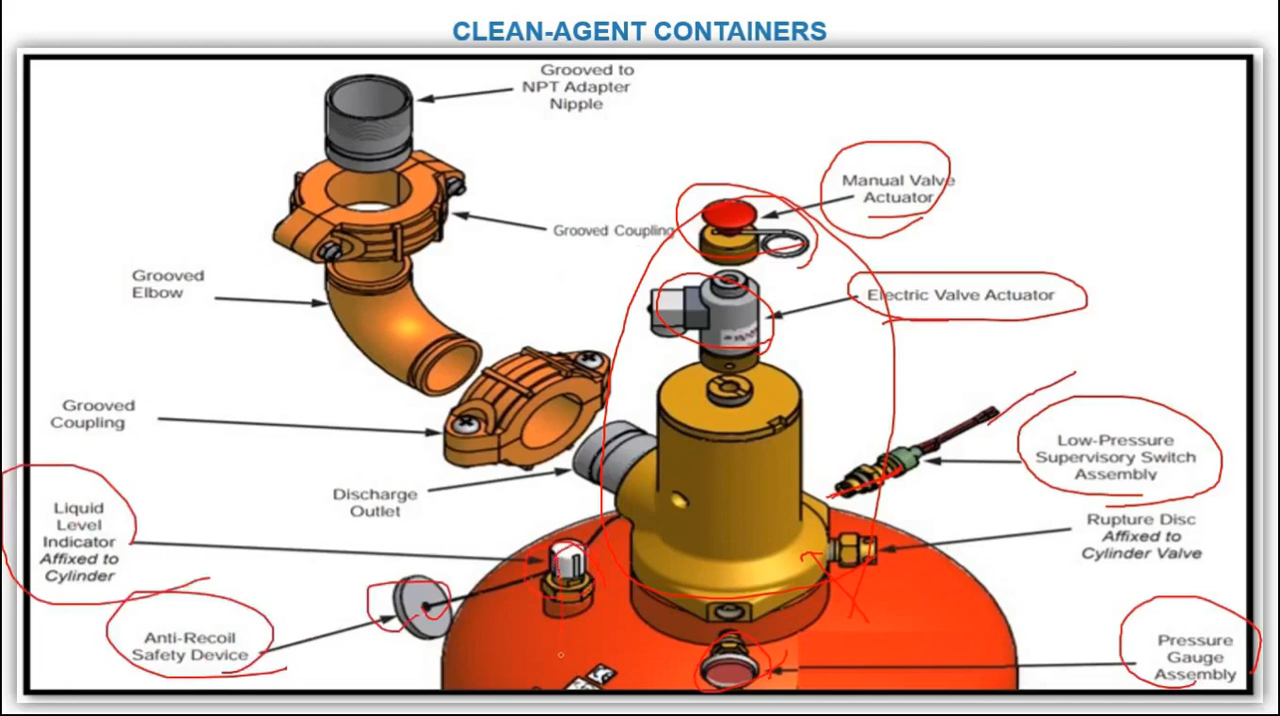 CLEAN-AGENT CONTAINERS
Grooved to
NPT Adapter
Nipple
Manual Valve
Actuator
Grooved Coupling
Grooved
Elbow
Electric Valve Actuator
Grooved
Coupling
Low-Pressure
Supervisory Switch
Assembly
Discharge
Outlet
Liquid
Level
Indicator
Affixed to
Cylinder
Rupture Disc
Affixed to
Cylinder Valve
Anti-Recoil
Safety Device
Pressure
Gauge
Assembly